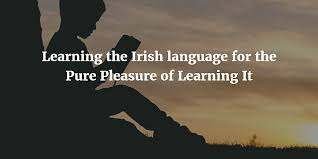 Learning the Irish language for the
Pure Pleasure of Learning It